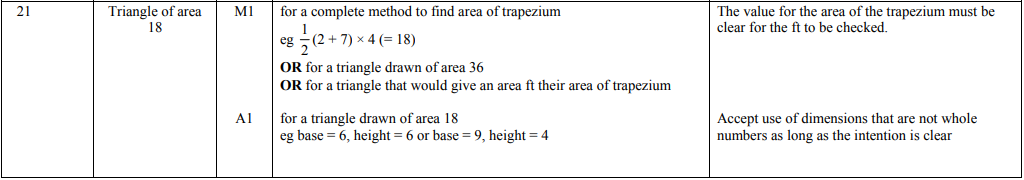 21
Triangle of area
18
M1
for a complete method to find area of trapezium
eg 1/2 (2 + 7) × 4 (= 18)
OR for a triangle drawn of area 36
OR for a triangle that would give an area ft their area of trapezium
The value for the area of the trapezium must be
clear for the ft to be checked.
A1
for a triangle drawn of area 18
eg base = 6, height = 6 or base = 9, height = 4
Accept use of dimensions that are not whole
numbers as long as the intention is clear